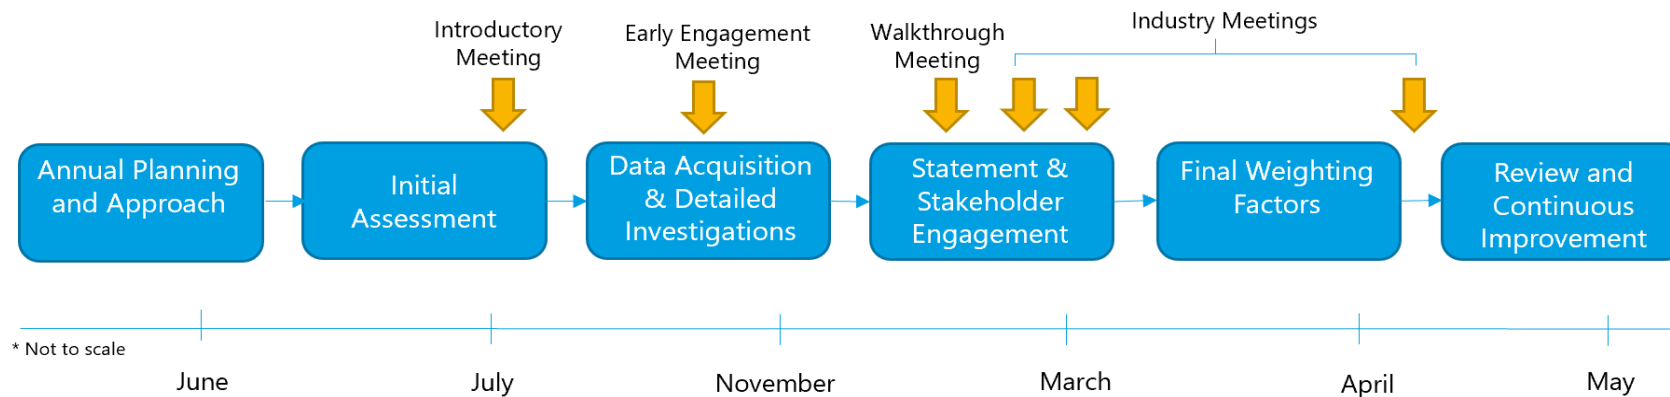 Introductory
Meeting
Early Engagement
Meeting
Walkthrough
Meeting
Industry Meetings
Annual Planning
and Approach
Initial
Assessment
Data Acquisition
& Detailed
Investigations
Statement &
Stakeholder
Engagement
Final Weighting
Factors
Review and
Continuous
Improvement
* Not to scale
June
July
November
March
April
May